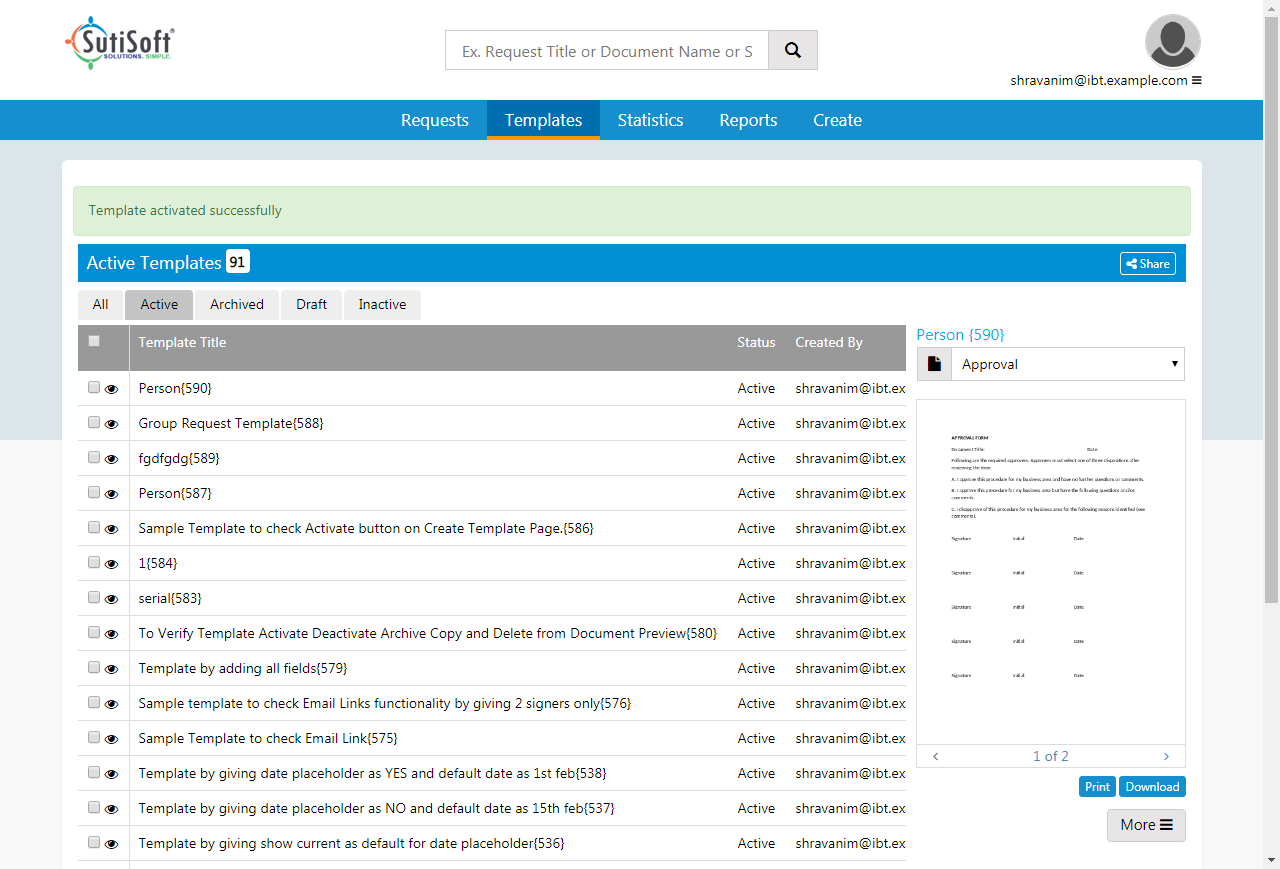 SutiSoft®
SOLUTIONS. SIMPLE.
Ex. Request Title or Document Name or S
shravanim@ibt.example.com
Requests Templates Statistics Reports Create
Template activated successfully
Active Templates 91
Share
All Active Archived Draft Inactive
Template Title Status Created By
Person{590} Active shravanim@ibt.ex
Group Request Template{588} Active shravanim@ibt.ex
fgdfgdg{589} Active shravanim@ibt.ex
Person{587} Active shravanim@ibt.ex
Sample Template to check Activate button on Create Template Page.{586} Active shravanim@ibt.ex
1{584} Active shravanim@ibt.ex
serial{583} Active shravanim@ibt.ex
To Verify Template Activate Deactivate Archive Copy and Delete from Document Preview{580} Active shravanim@ibt.ex
Template by adding all fields{579} Active shravanim@ibt.ex
Sample template to check Email Links functionality by giving 2 signers only{576} Active shravanim@ibt.ex
Sample Template to check Email Link{575} Active shravanim@ibt.ex
Template by giving date placeholder as YES and default date as 1st feb{538} Active shravanim@ibt.ex
Template by giving date placeholder as NO and default date as 15th feb{537} Active shravanim@ibt.ex
Template by giving show current as default for date placeholder{536} Active shravanim@ibt.ex
Person {590}
Approval
APPROVAL FORM
Document Title: Date:
Following are the required approvers. Approvers must select one of three dispositions after
reviewing the item:
A. I approve this procedure for my business area and have no further questions or comments.
B. I approve this procedure for my business area but have the following questions and/or
comments.
C. I disapprove of this procedure for my business area for the following reasons identified (see
comments).
Signature Initial Date
Signature Initial Date
Signature Initial Date
Signature Initial Date
Signature Initial Date
< 1 of 2 >
Print Download
More